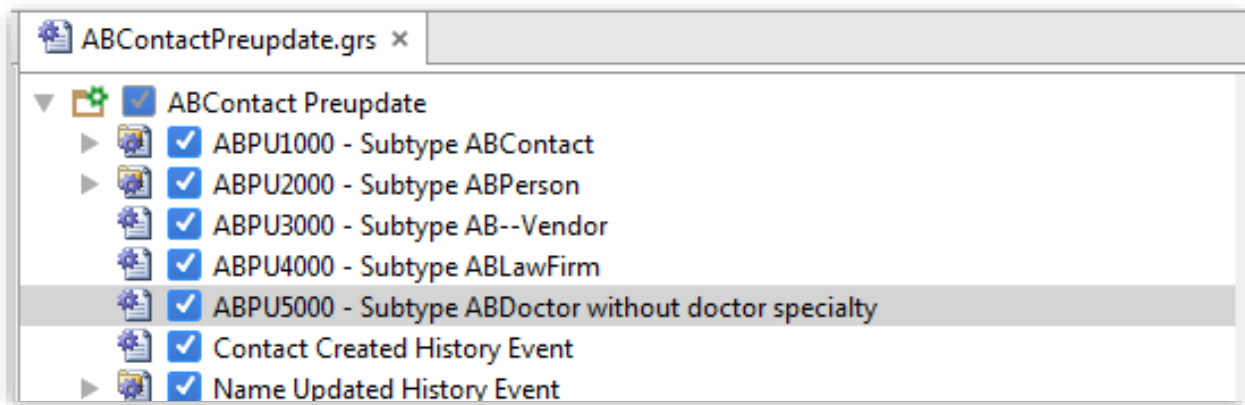 ABContactPreupdate.grs ×
ABContact Preupdate
ABPU1000 - Subtype ABContact
ABPU2000 - Subtype ABPerson
ABPU3000 - Subtype AB--Vendor
ABPU4000 - Subtype ABLawFirm
ABPU5000 - Subtype ABDoctor without doctor specialty
Contact Created History Event
Name Updated History Event